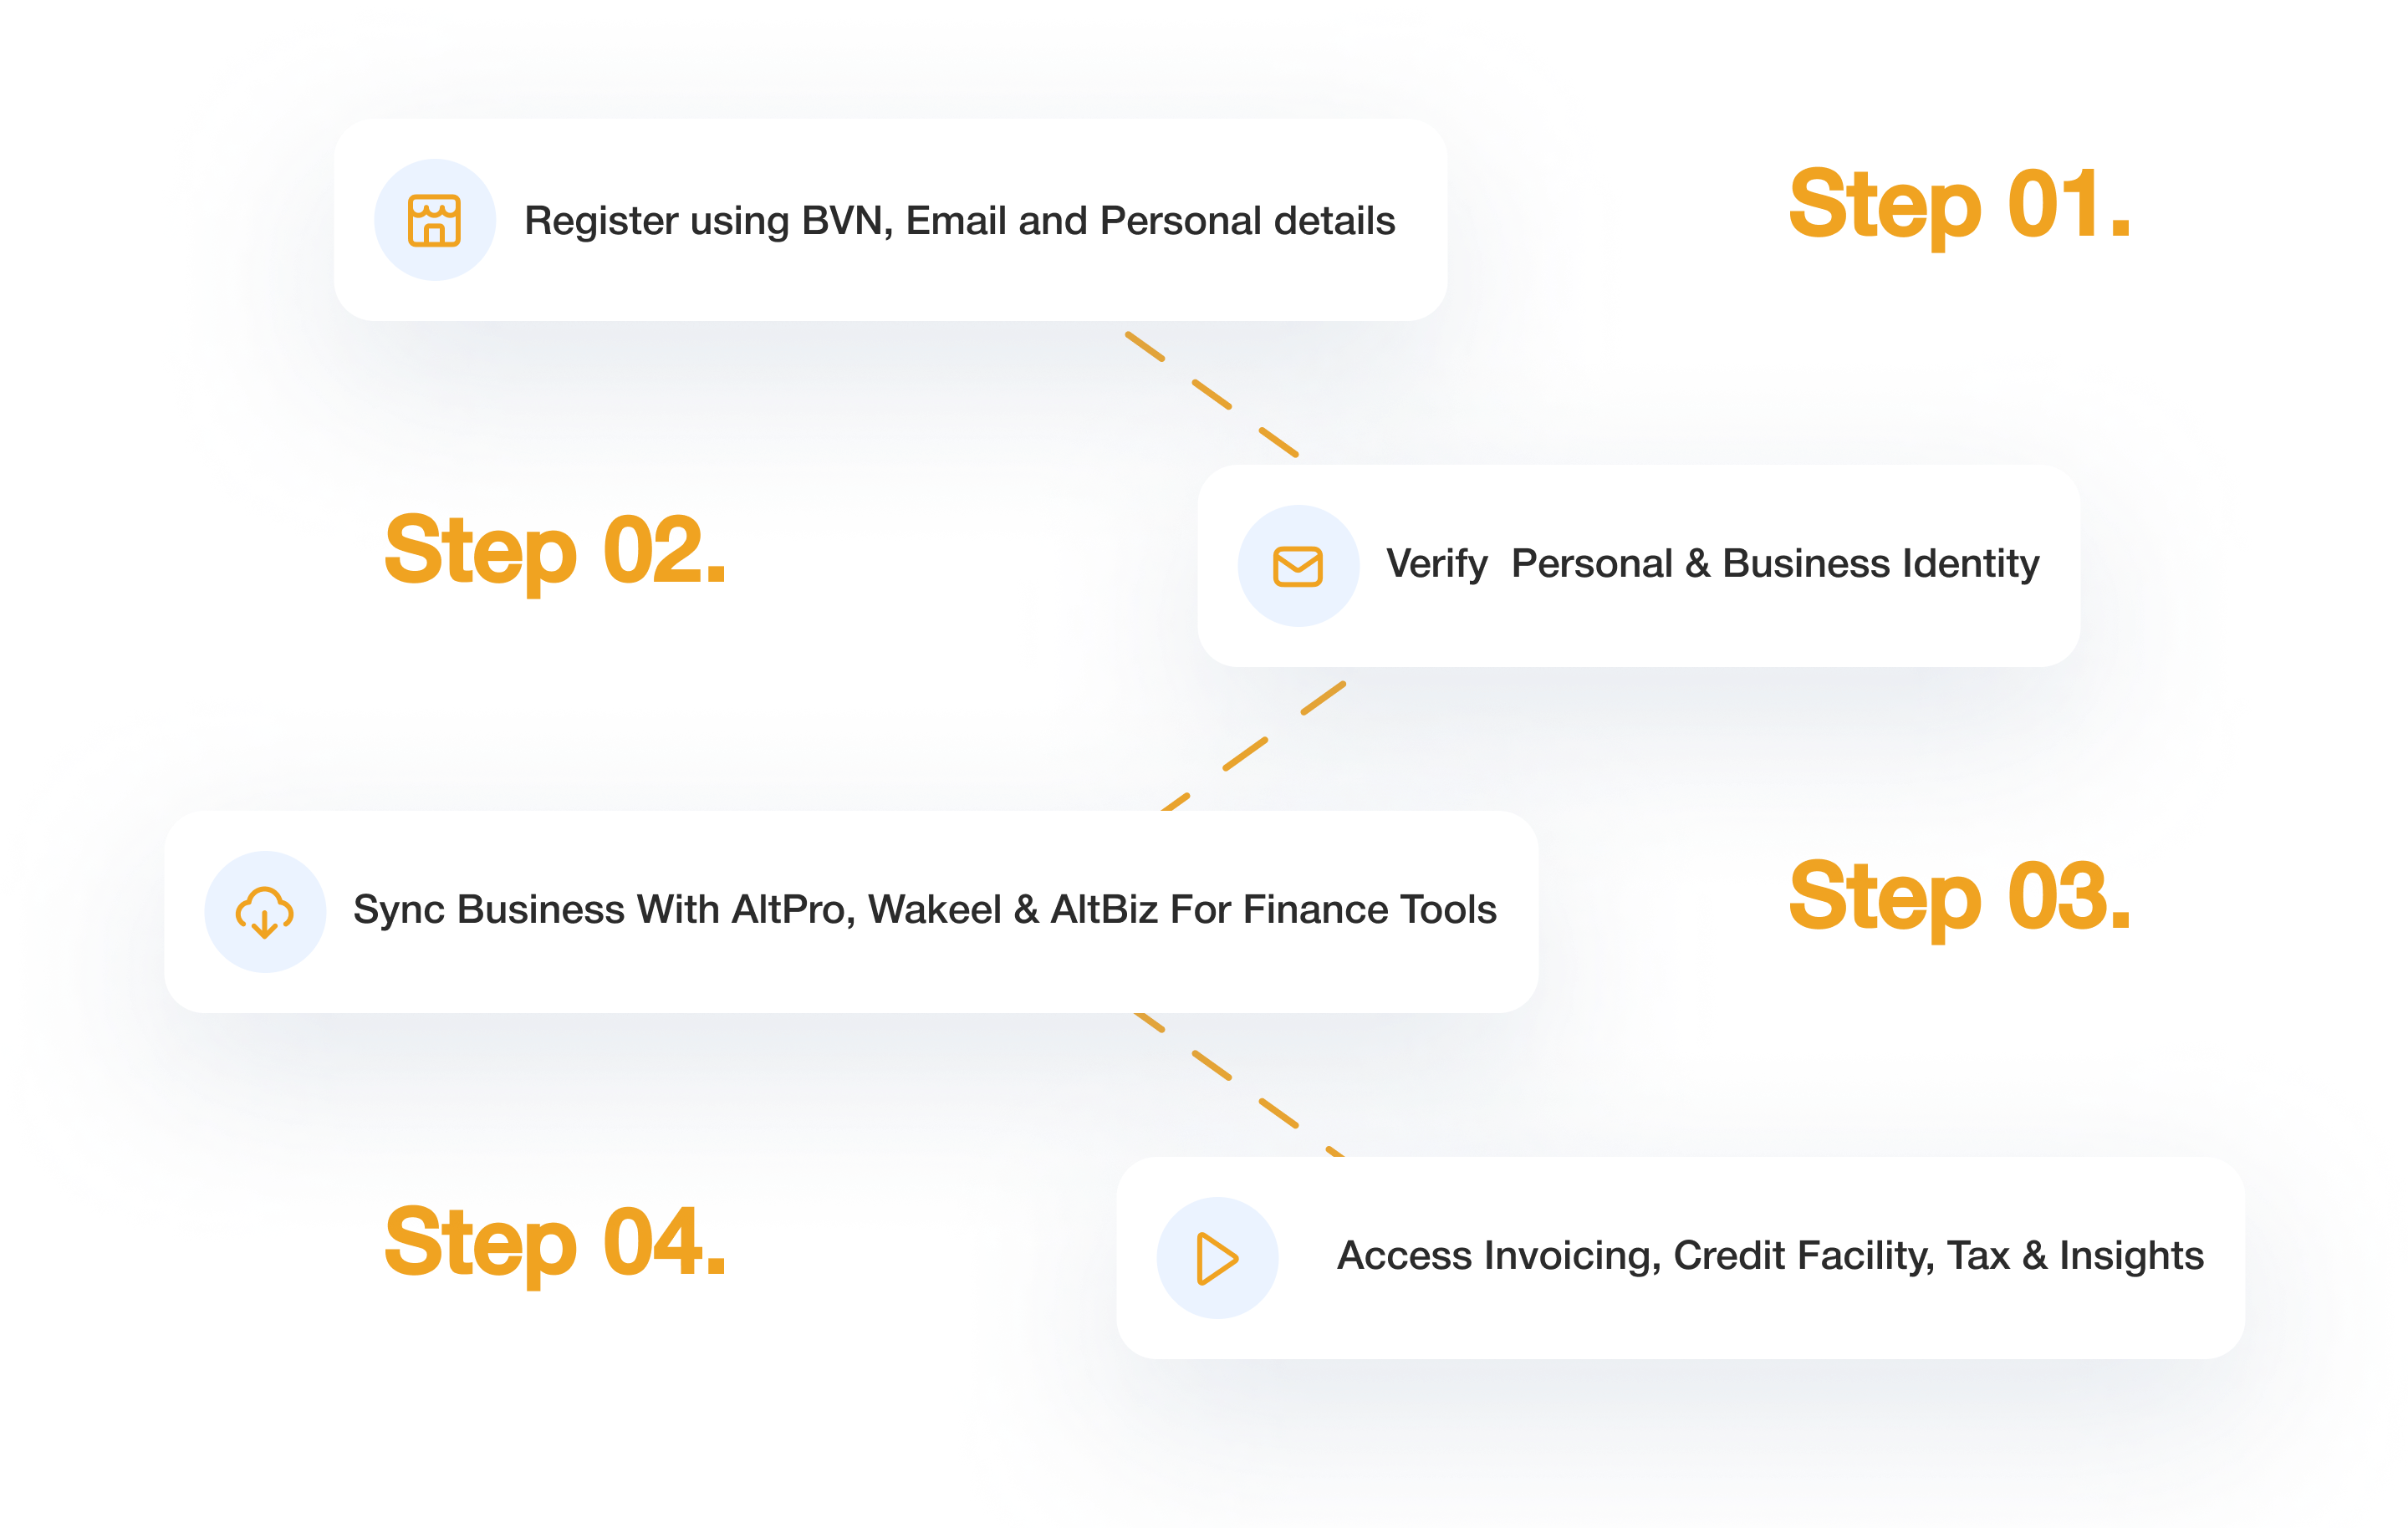 Register using BVN, Email and Personal details
Step 01.
Step 02.
Verify  Personal & Business Identity
Sync Business With AltPro, Wakeel & AltBiz For Finance Tools
Step 03.
Step 04.
Access Invoicing, Credit Facility, Tax & Insights